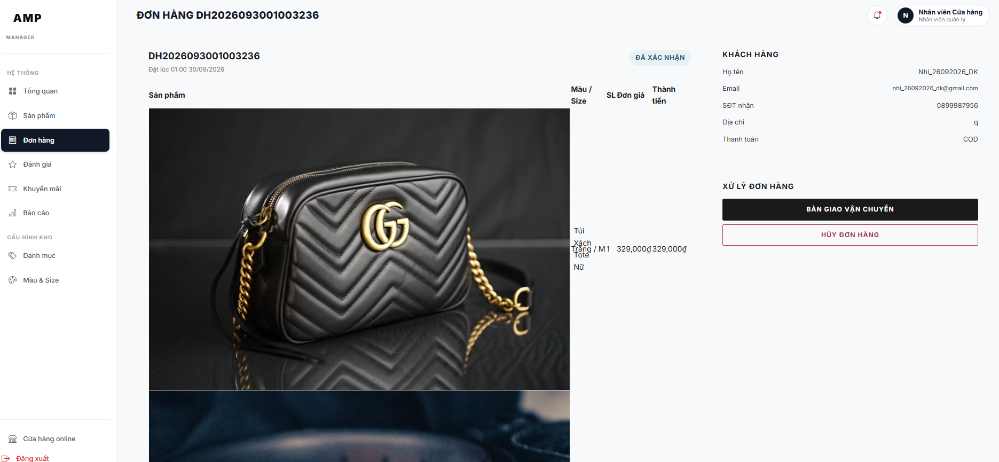 AMP
MANAGER
HỆ THỐNG
Tổng quan
Sản phẩm
Đơn hàng
Đánh giá
Khuyến mãi
Báo cáo
CẤU HÌNH KHO
Danh mục
Màu & Size
Cửa hàng online
Đăng xuất
ĐƠN HÀNG DH2026093001003236
N
Nhân viên Cửa hàng
Nhân viên quản lý
DH2026093001003236
Đặt lúc 01:00 30/09/2026
ĐÃ XÁC NHẬN
Sản phẩm
Màu / Size
SL
Đơn giá
Thành tiền
Túi
Xách
Tote
Nữ
Trắng / M
1
329,000₫
329,000₫
KHÁCH HÀNG
Họ tên Nhi_26092026_DK
Email nhi_26092026_dk@gmail.com
SĐT nhận 0899987956
Địa chỉ q
Thanh toán COD
XỬ LÝ ĐƠN HÀNG
BÀN GIAO VẬN CHUYỂN
HỦY ĐƠN HÀNG